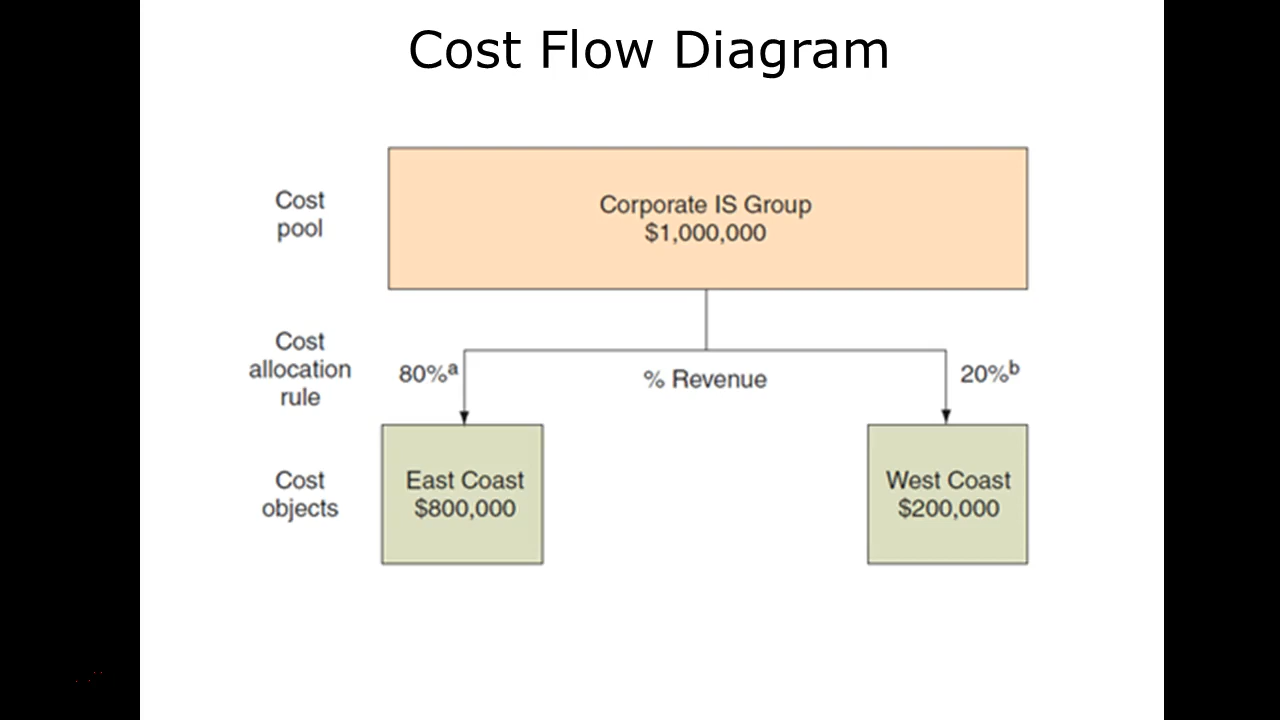 Cost Flow Diagram
Cost
pool
Corporate IS Group
$1,000,000
Cost
allocation
rule
80%a
% Revenue
20%b
Cost
objects
East Coast
$800,000
West Coast
$200,000